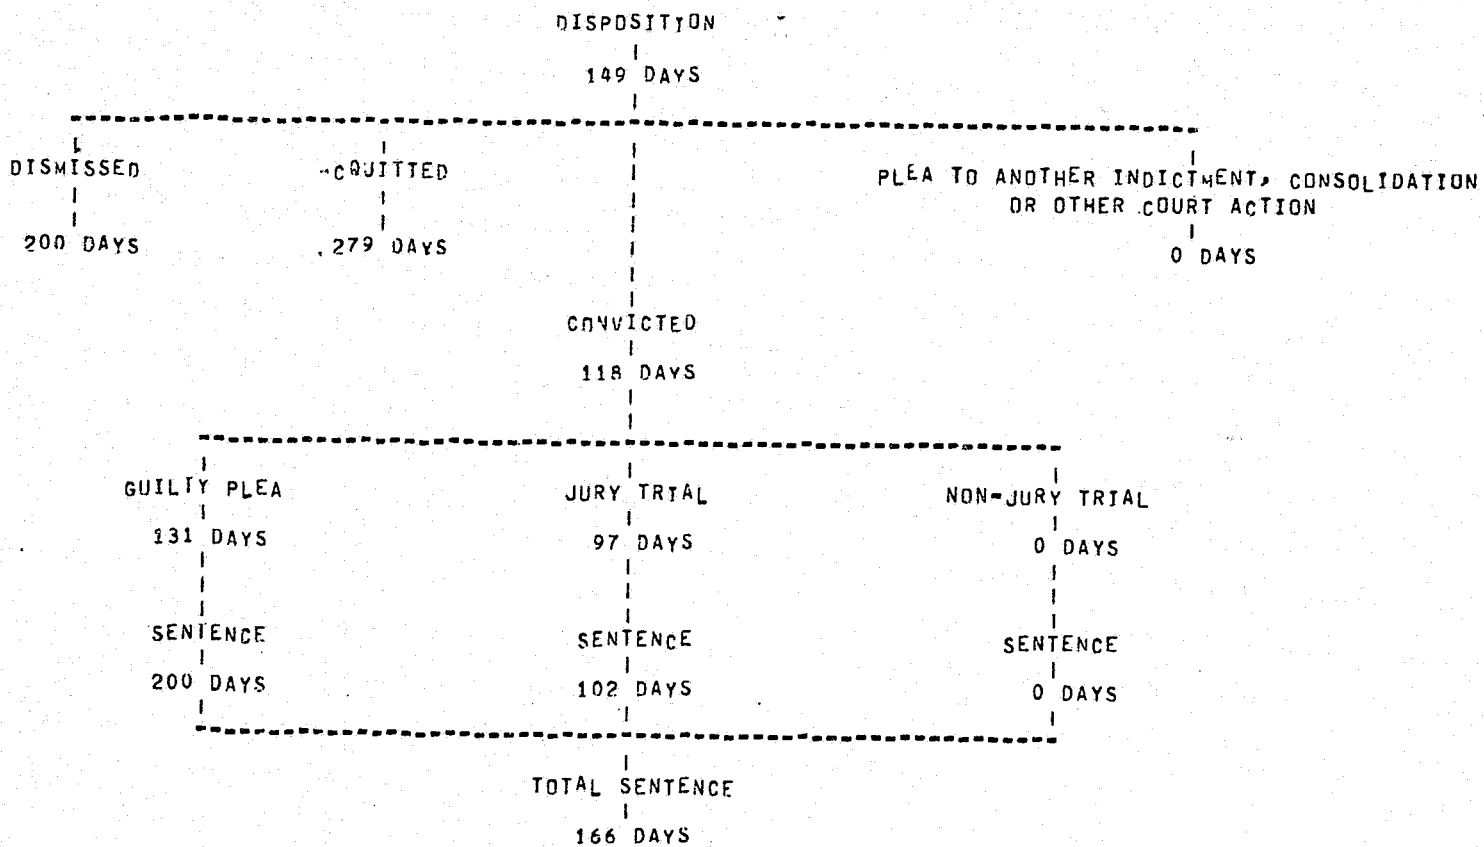 DISPOSITION
149 DAYS
DISMISSED
CQUITTED
PLEA TO ANOTHER INDICTMENT, CONSOLIDATION
OR OTHER COURT ACTION
200 DAYS
279 DAYS
0 DAYS
CONVICTED
118 DAYS
GUILTY PLEA
JURY TRIAL
NON-JURY TRIAL
131 DAYS
97 DAYS
0 DAYS
SENTENCE
SENTENCE
SENTENCE
200 DAYS
102 DAYS
0 DAYS
TOTAL SENTENCE
166 DAYS